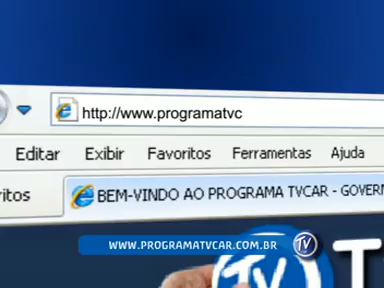 http://www.programatvc
Editar Exibir Favoritos Ferramentas Ajuda
ritos BEM-VINDO AO PROGRAMA TVCAR - GOVERN
WWW.PROGRAMATVCAR.COM.BR TV
TV T